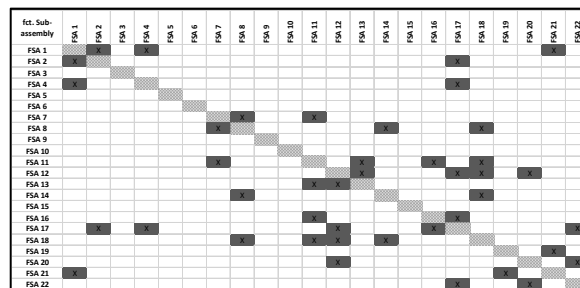 fct. Sub-
assembly
FSA 1
FSA 2
FSA 3
FSA 4
FSA 5
FSA 6
FSA 7
FSA 8
FSA 9
FSA 10
FSA 11
FSA 12
FSA 13
FSA 14
FSA 15
FSA 16
FSA 17
FSA 18
FSA 19
FSA 20
FSA 21
FSA 22
FSA 1 X X X
FSA 2 X X
FSA 3
FSA 4 X X
FSA 5
FSA 6
FSA 7 X X
FSA 8 X X X
FSA 9
FSA 10
FSA 11 X X X X
FSA 12 X X X X
FSA 13 X X
FSA 14 X X
FSA 15
FSA 16 X X
FSA 17 X X X X X
FSA 18 X X X X
FSA 19 X
FSA 20 X X
FSA 21 X X
FSA 22 X X